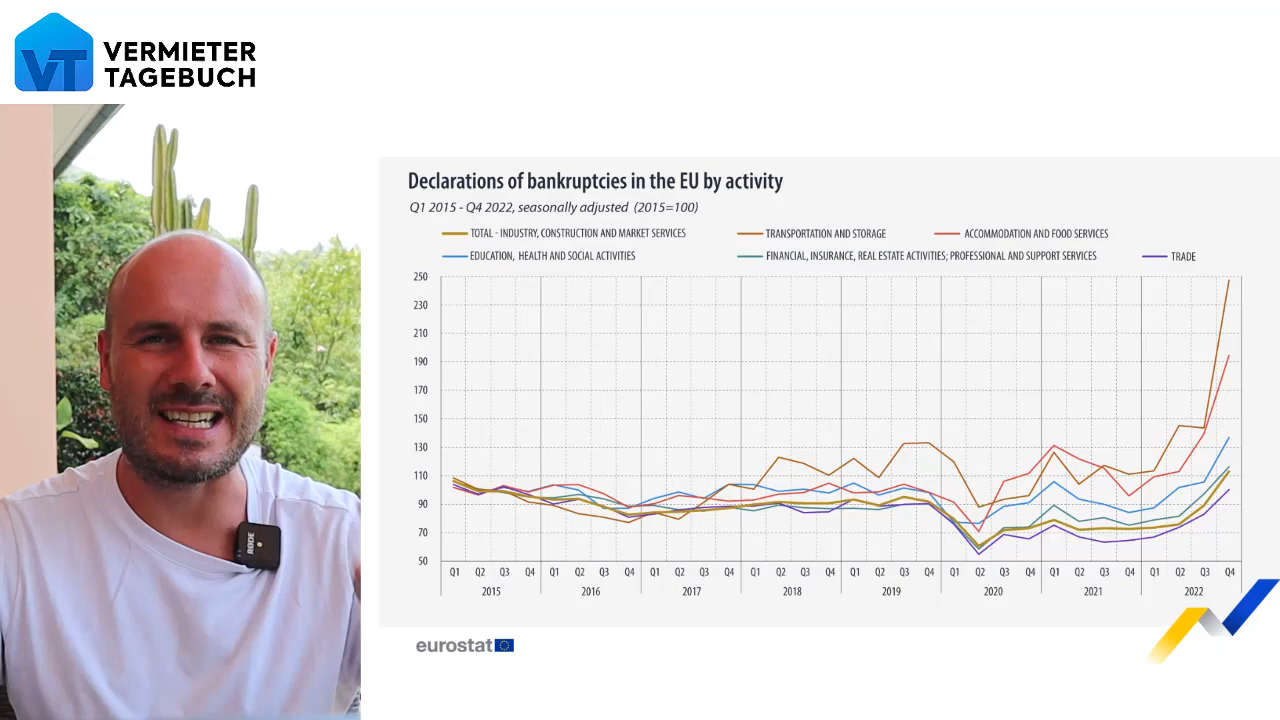 VERMIETER
TAGEBUCH
VT
Declarations of bankruptcies in the EU by activity
Q1 2015 - Q4 2022, seasonally adjusted (2015=100)
TOTAL - INDUSTRY, CONSTRUCTION AND MARKET SERVICES
TRANSPORTATION AND STORAGE
ACCOMMODATION AND FOOD SERVICES
EDUCATION, HEALTH AND SOCIAL ACTIVITIES
FINANCIAL, INSURANCE, REAL ESTATE ACTIVITIES; PROFESSIONAL AND SUPPORT SERVICES
TRADE
250
230
210
190
170
150
130
110
90
70
50
Q1 Q2 Q3 Q4 Q1 Q2 Q3 Q4 Q1 Q2 Q3 Q4 Q1 Q2 Q3 Q4 Q1 Q2 Q3 Q4 Q1 Q2 Q3 Q4 Q1 Q2 Q3 Q4 Q1 Q2 Q3 Q4
2015 2016 2017 2018 2019 2020 2021 2022
RØDE
eurostat